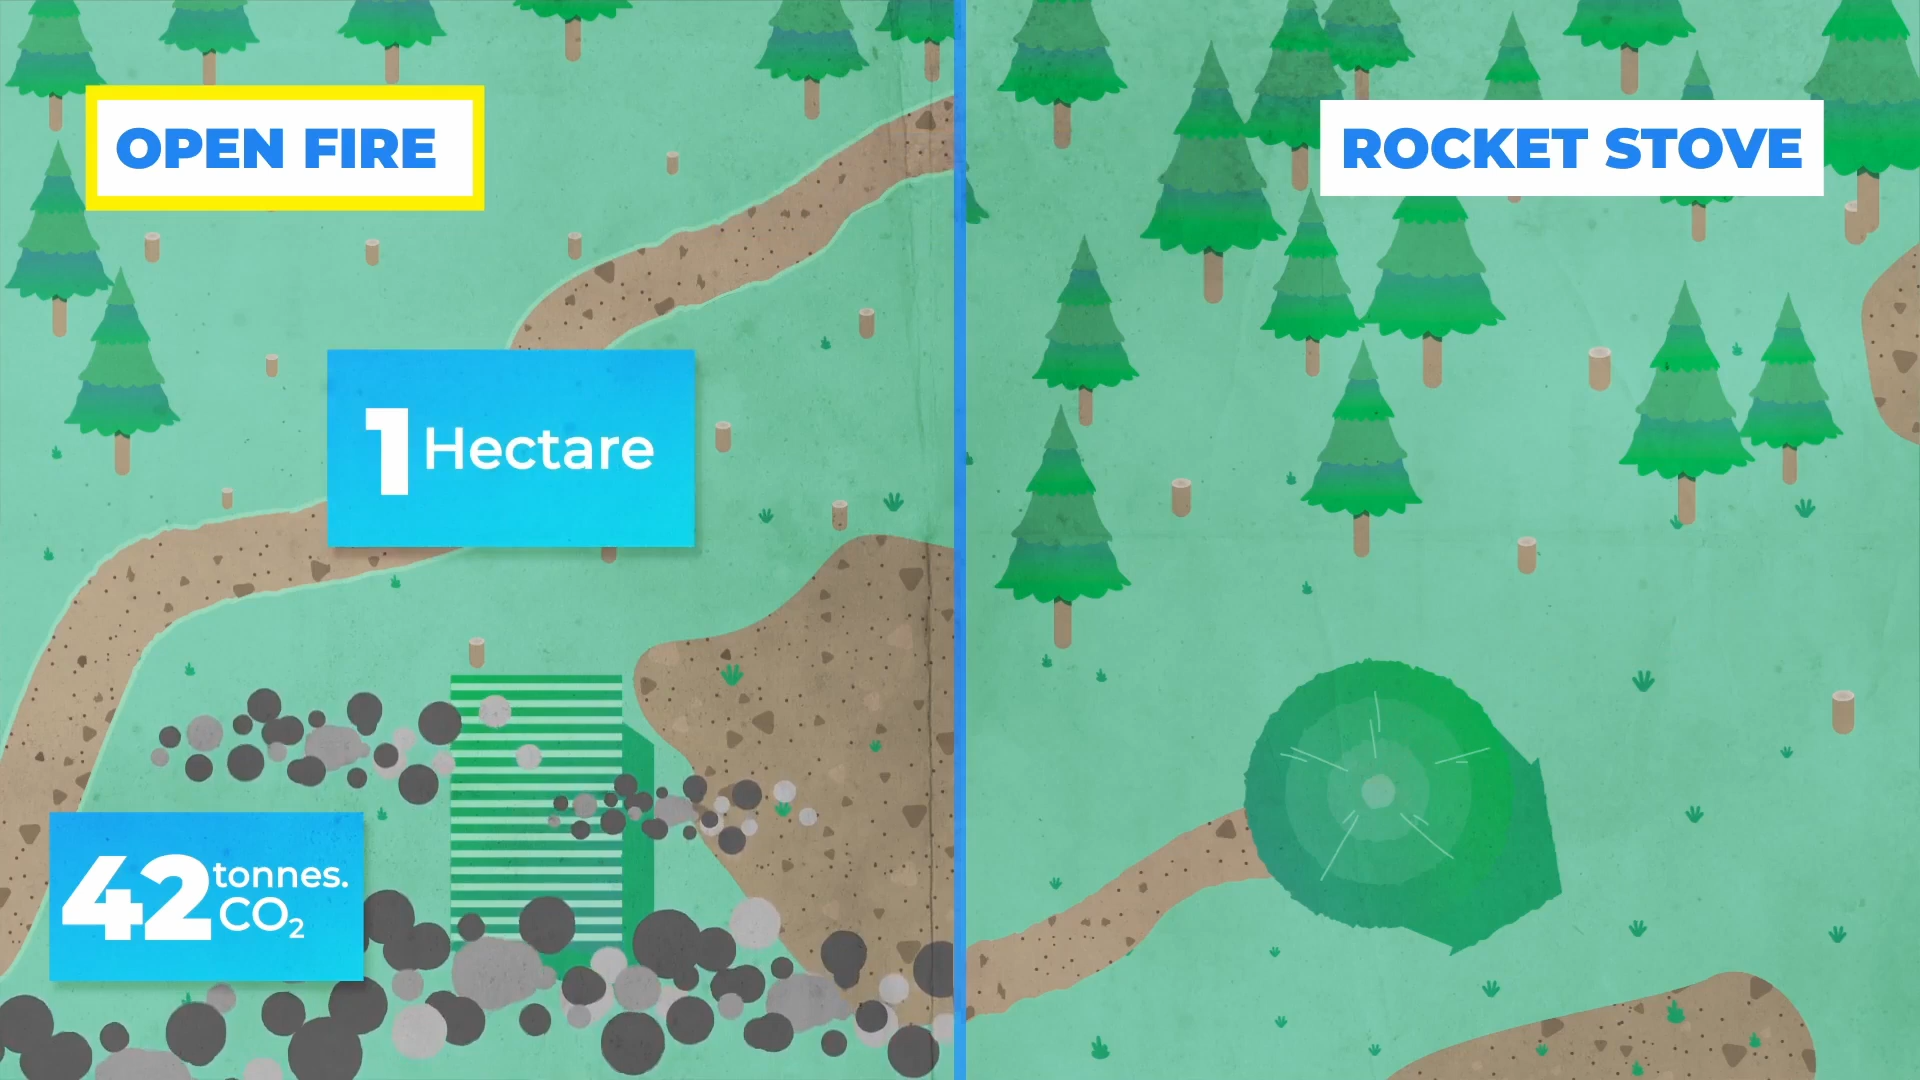 OPEN FIRE
ROCKET STOVE
1 Hectare
42 tonnes.
CO₂